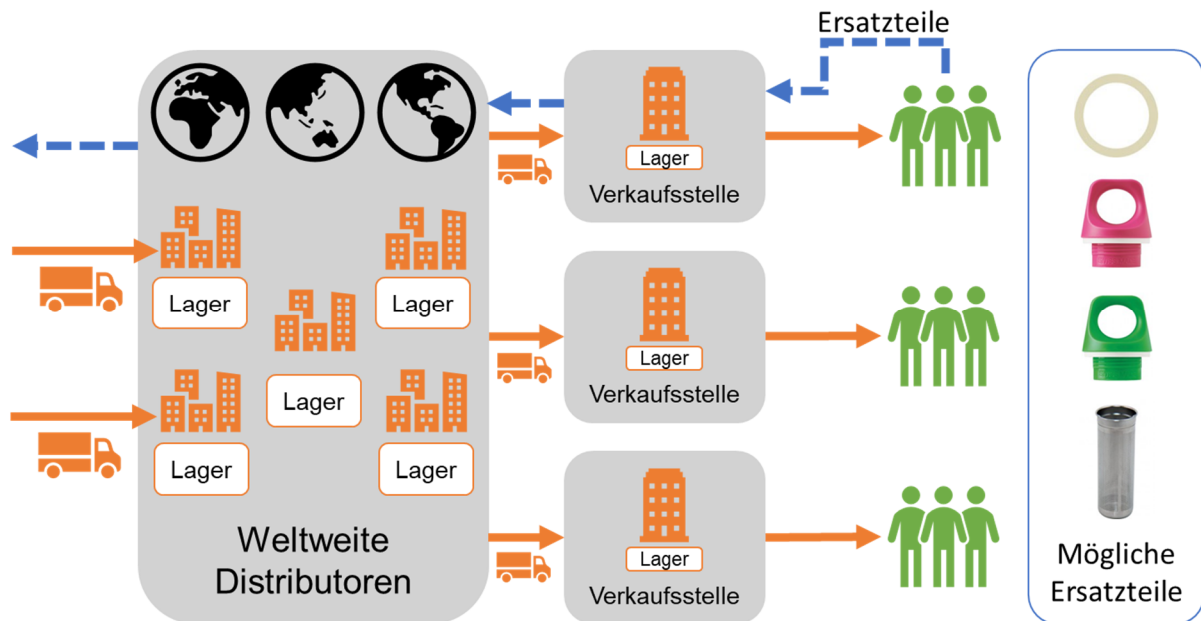 Ersatzteile
Lager
Verkaufsstelle
Lager
Lager
Lager
Lager
Lager
Weltweite
Distributoren
Lager
Verkaufsstelle
Lager
Verkaufsstelle
Mögliche
Ersatzteile